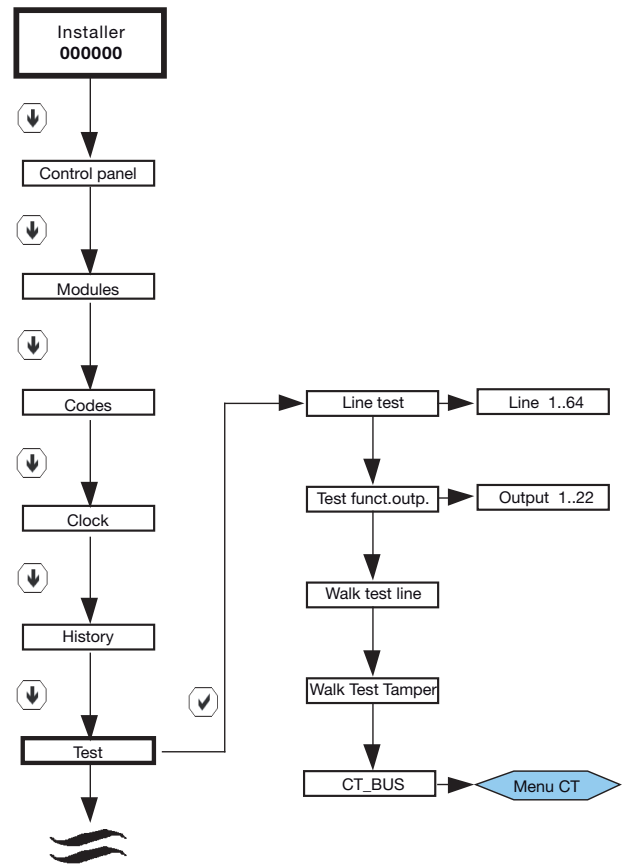 Installer
000000
Control panel
Modules
Codes
Clock
History
Test
Line test
Line 1..64
Test funct.outp.
Output 1..22
Walk test line
Walk Test Tamper
CT_BUS
Menu CT